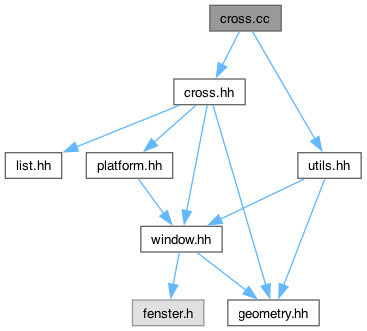 cross.cc
cross.hh
list.hh
platform.hh
utils.hh
window.hh
fenster.h
geometry.hh